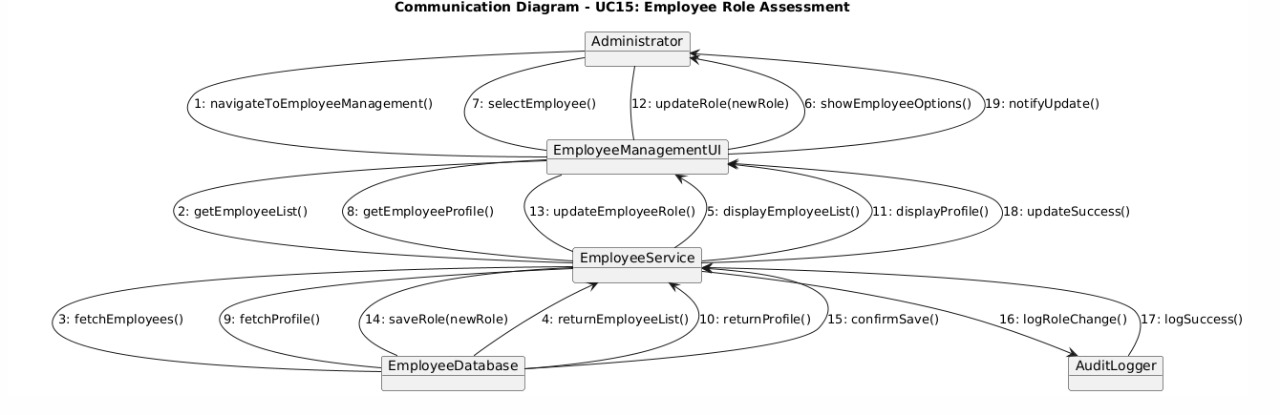 Communication Diagram - UC15: Employee Role Assessment
Administrator
1: navigateToEmployeeManagement()
7: selectEmployee()
12: updateRole(newRole)
6: showEmployeeOptions()
19: notifyUpdate()
EmployeeManagementUI
2: getEmployeeList()
8: getEmployeeProfile()
13: updateEmployeeRole()
5: displayEmployeeList()
11: displayProfile()
18: updateSuccess()
EmployeeService
3: fetchEmployees()
9: fetchProfile()
14: saveRole(newRole)
4: returnEmployeeList()
10: returnProfile()
15: confirmSave()
16: logRoleChange()
17: logSuccess()
EmployeeDatabase
AuditLogger